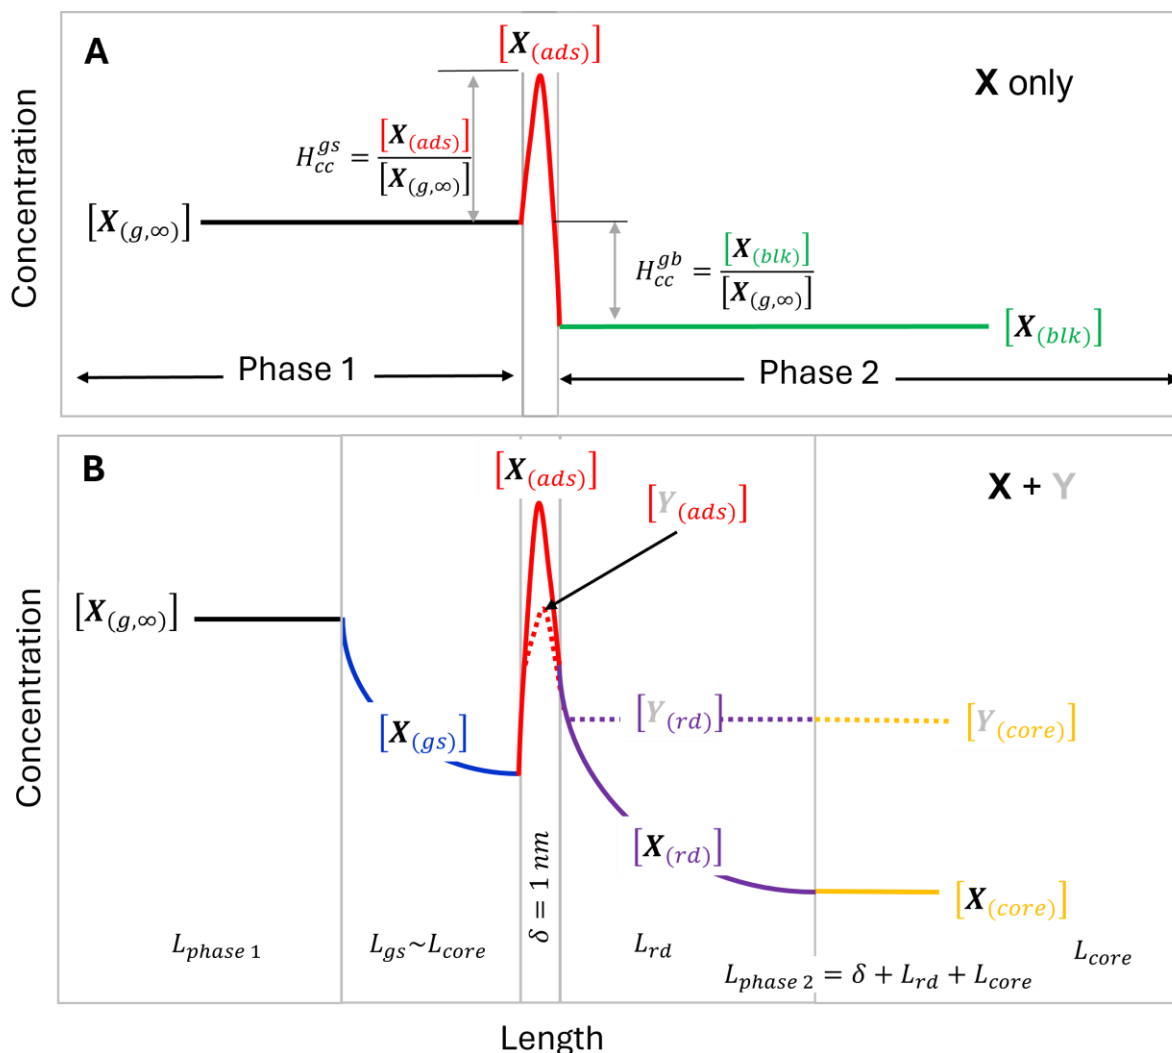 A
[X(ads)]
X only
H_cc^gs = [X(ads)] / [X(g,∞)]
[X(g,∞)]
H_cc^gb = [X(blk)] / [X(g,∞)]
[X(blk)]
Phase 1
Phase 2
Concentration
B
[X(ads)]
X + Y
[Y(ads)]
[X(g,∞)]
[X(gs)]
[Y(rd)]
[Y(core)]
[X(rd)]
[X(core)]
δ = 1 nm
L_phase 1
L_gs~L_core
L_rd
L_core
L_phase 2 = δ + L_rd + L_core
Concentration
Length